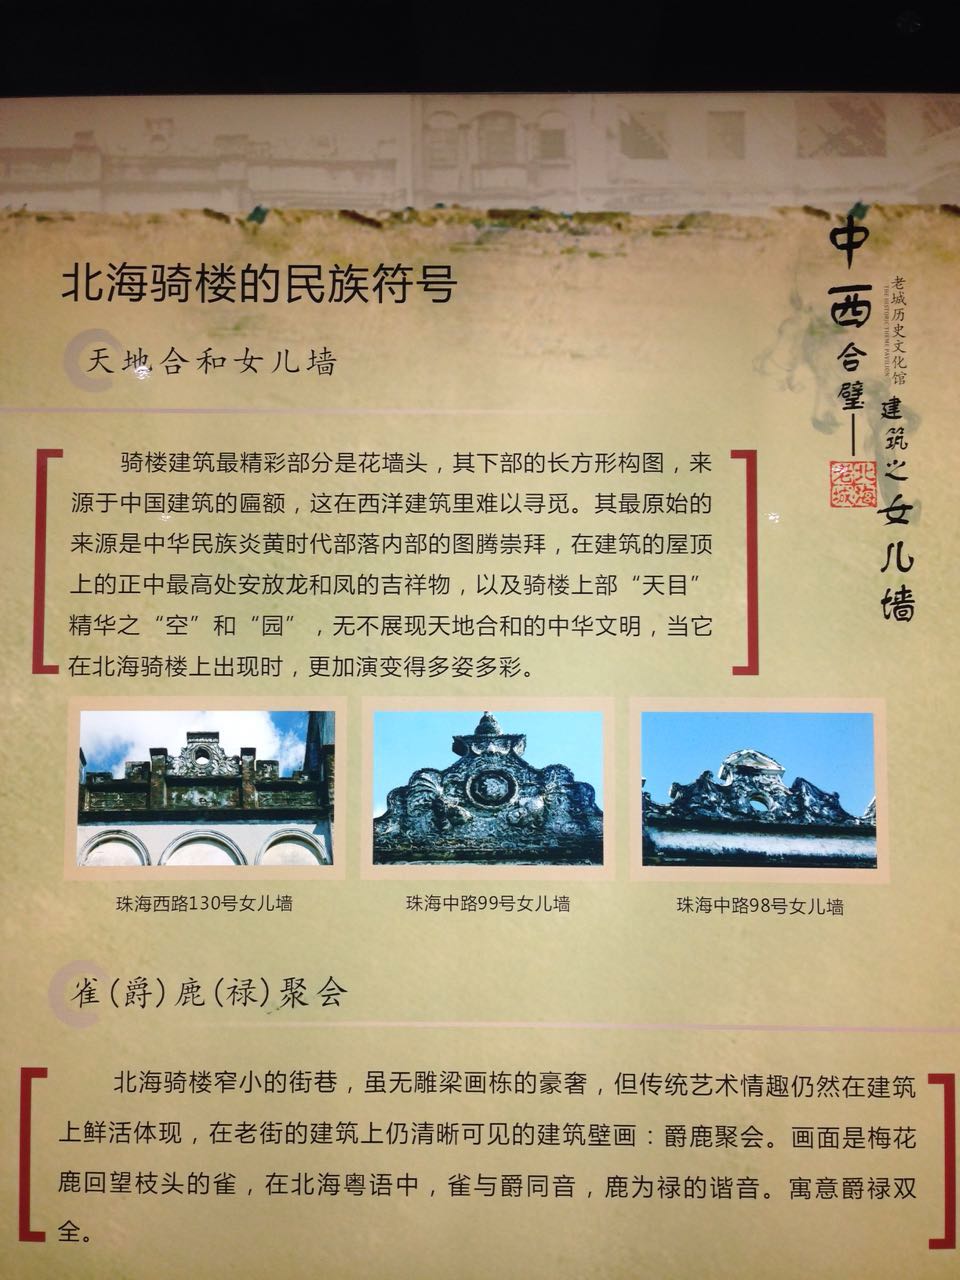 北海骑楼的民族符号
天地合和女儿墙
中西合璧——
老城历史文化馆
建筑之女儿墙
北海
老城
骑楼建筑最精彩部分是花墙头，其下部的长方形构图，来
源于中国建筑的匾额，这在西洋建筑里难以寻觅。其最原始的
来源是中华民族炎黄时代部落内部的图腾崇拜，在建筑的屋顶
上的正中最高处安放龙和凤的吉祥物，以及骑楼上部“天目”
精华之“空”和“园”，无不展现天地合和的中华文明，当它
在北海骑楼上出现时，更加演变得多姿多彩。
珠海西路130号女儿墙
珠海中路99号女儿墙
珠海中路98号女儿墙
雀(爵)鹿(禄)聚会
北海骑楼窄小的街巷，虽无雕梁画栋的豪奢，但传统艺术情趣仍然在建筑
上鲜活体现，在老街的建筑上仍清晰可见的建筑壁画：爵鹿聚会。画面是梅花
鹿回望枝头的雀，在北海粤语中，雀与爵同音，鹿为禄的谐音。寓意爵禄双
全。